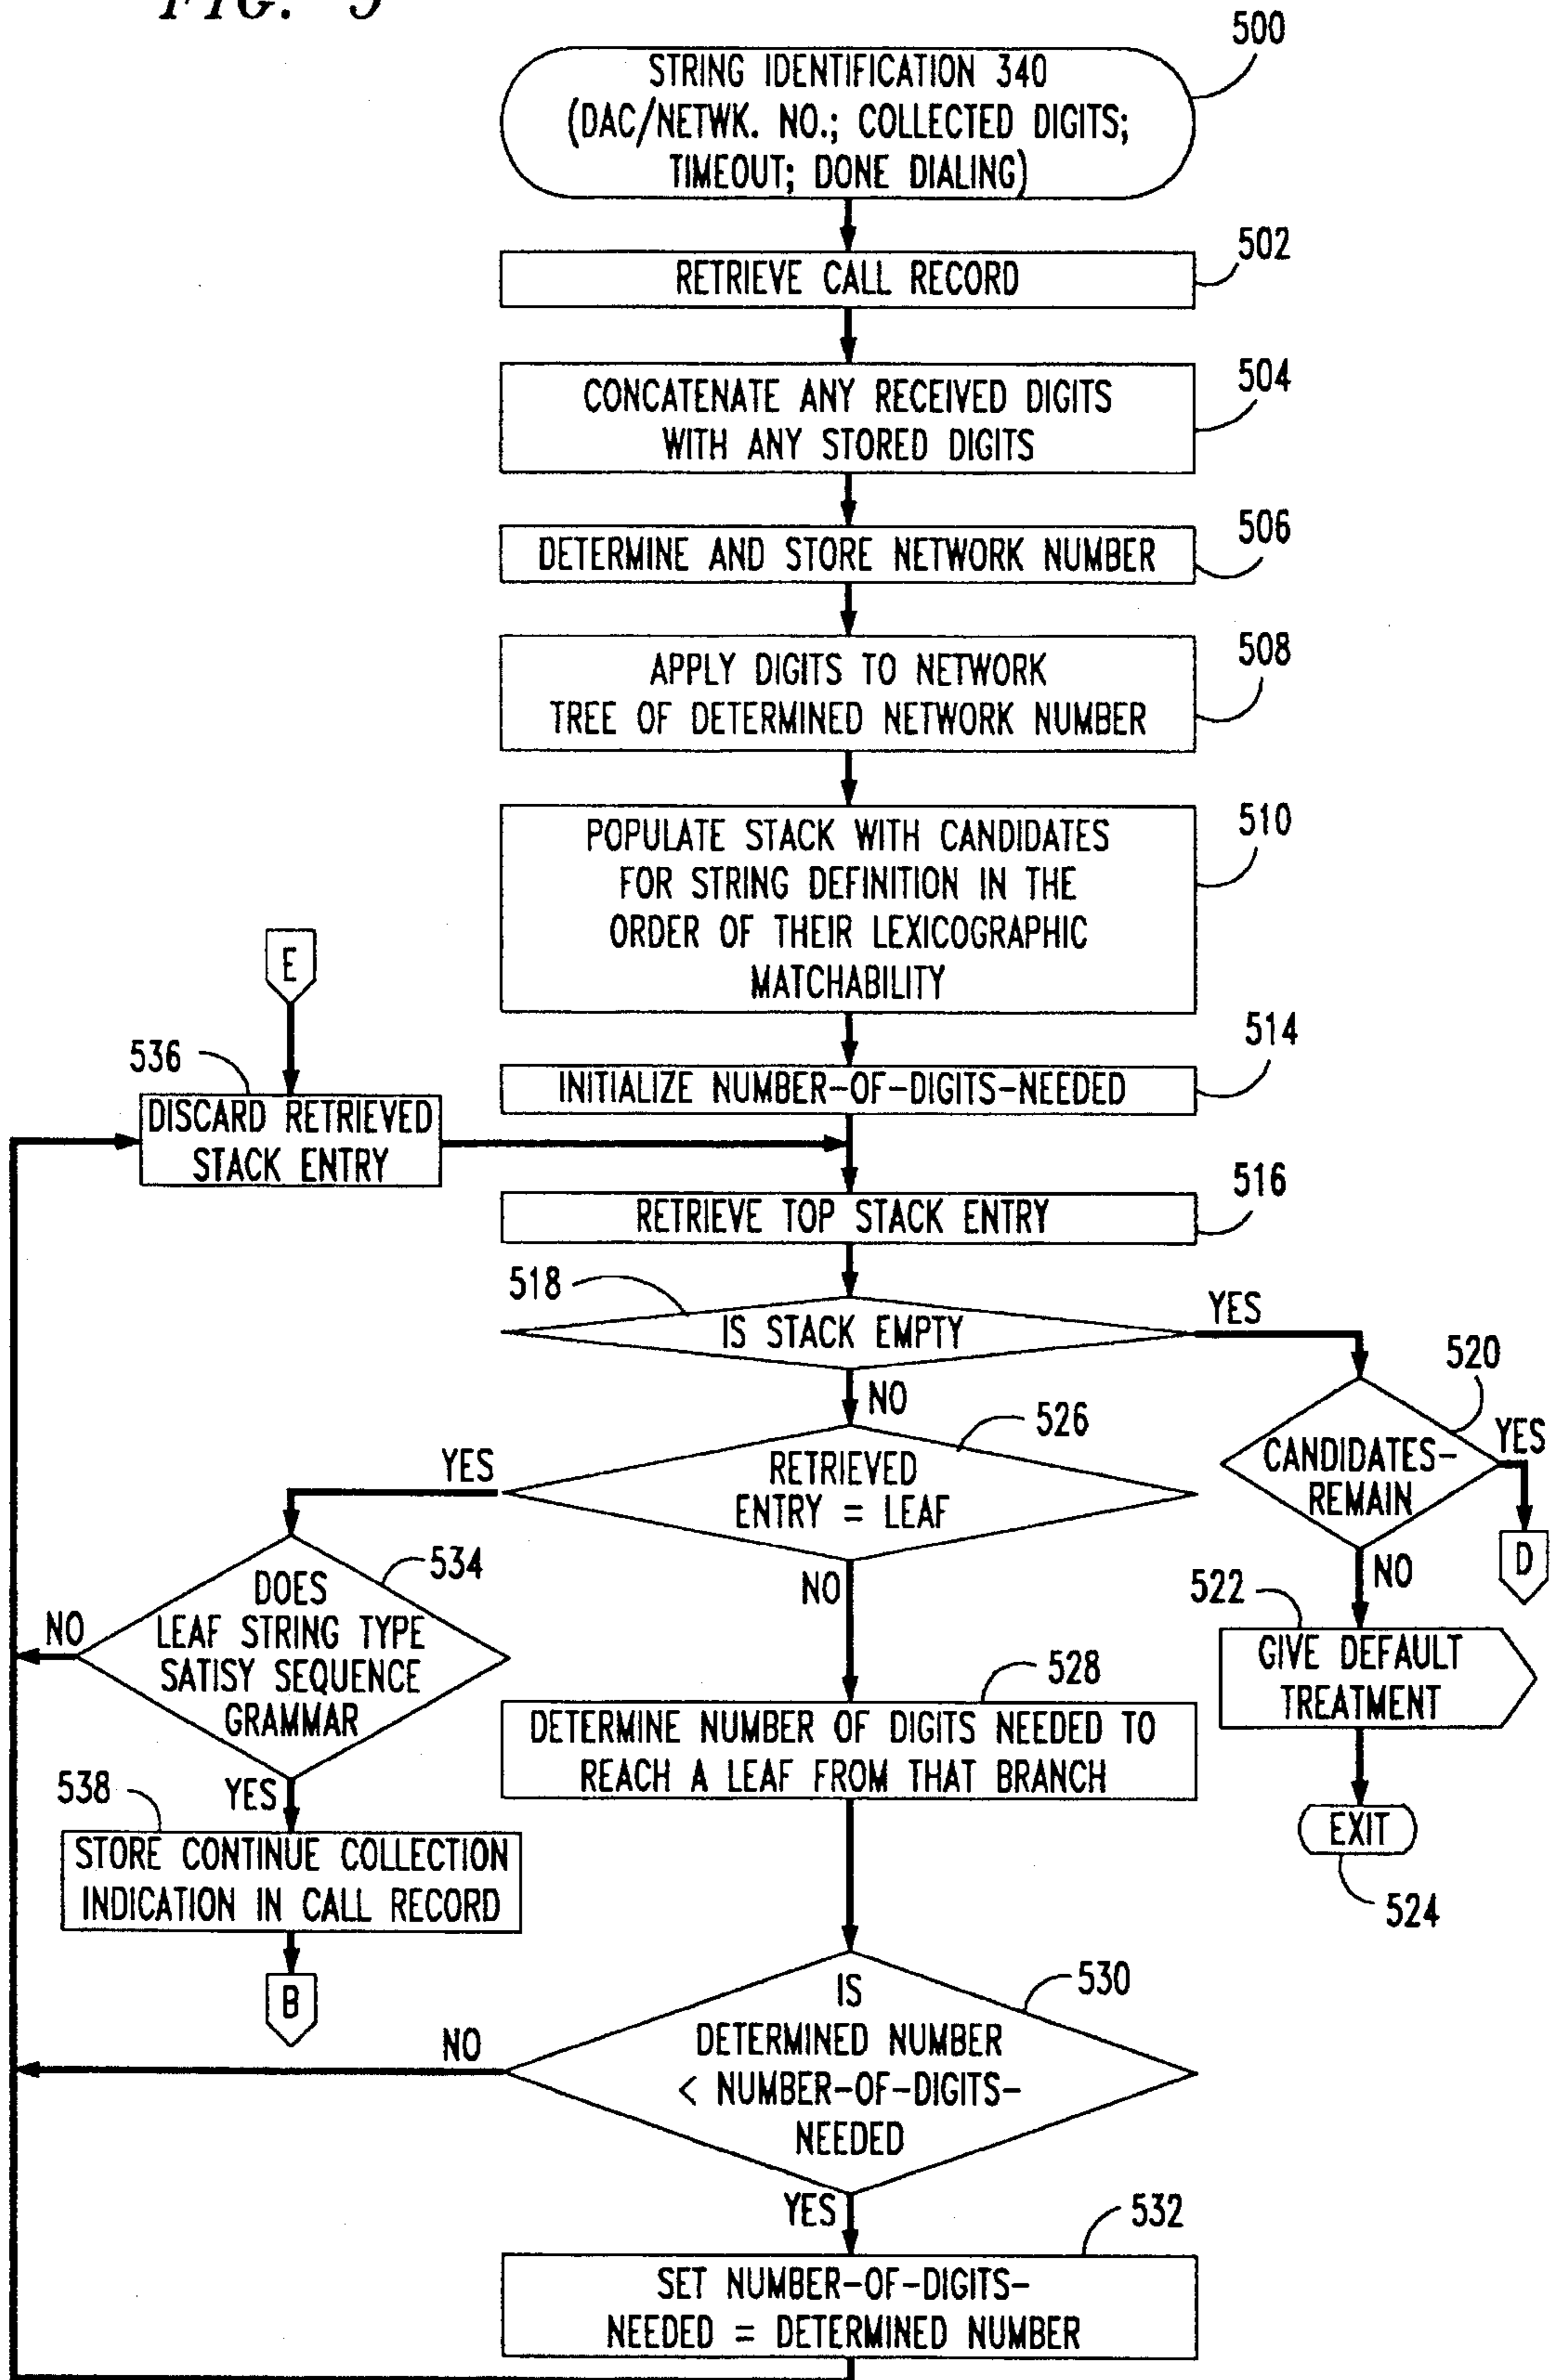 FIG. 5
500
STRING IDENTIFICATION 340
(DAC/NETWK. NO.; COLLECTED DIGITS;
TIMEOUT; DONE DIALING)
502
RETRIEVE CALL RECORD
504
CONCATENATE ANY RECEIVED DIGITS
WITH ANY STORED DIGITS
506
DETERMINE AND STORE NETWORK NUMBER
508
APPLY DIGITS TO NETWORK
TREE OF DETERMINED NETWORK NUMBER
510
POPULATE STACK WITH CANDIDATES
FOR STRING DEFINITION IN THE
ORDER OF THEIR LEXICOGRAPHIC
MATCHABILITY
E
514
INITIALIZE NUMBER-OF-DIGITS-NEEDED
536
DISCARD RETRIEVED
STACK ENTRY
516
RETRIEVE TOP STACK ENTRY
518
IS STACK EMPTY
YES
NO
520
CANDIDATES-
REMAIN
YES
D
NO
522
GIVE DEFAULT
TREATMENT
EXIT
524
526
RETRIEVED
ENTRY = LEAF
YES
NO
534
DOES
LEAF STRING TYPE
SATISY SEQUENCE
GRAMMAR
NO
YES
538
STORE CONTINUE COLLECTION
INDICATION IN CALL RECORD
B
528
DETERMINE NUMBER OF DIGITS NEEDED TO
REACH A LEAF FROM THAT BRANCH
530
IS
DETERMINED NUMBER
< NUMBER-OF-DIGITS-
NEEDED
NO
YES
532
SET NUMBER-OF-DIGITS-
NEEDED = DETERMINED NUMBER